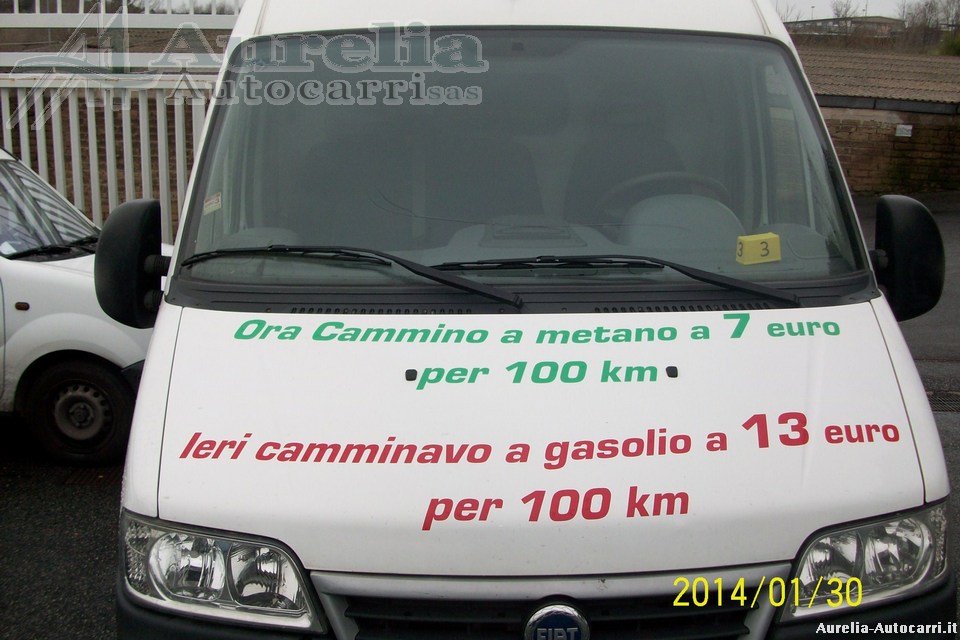 Aurelia
Autocarri sas
Ora Cammino a metano a 7 euro
per 100 km
Ieri camminavo a gasolio a 13 euro
per 100 km
3 3
2014/01/30
FIAT
Aurelia-Autocarri.it